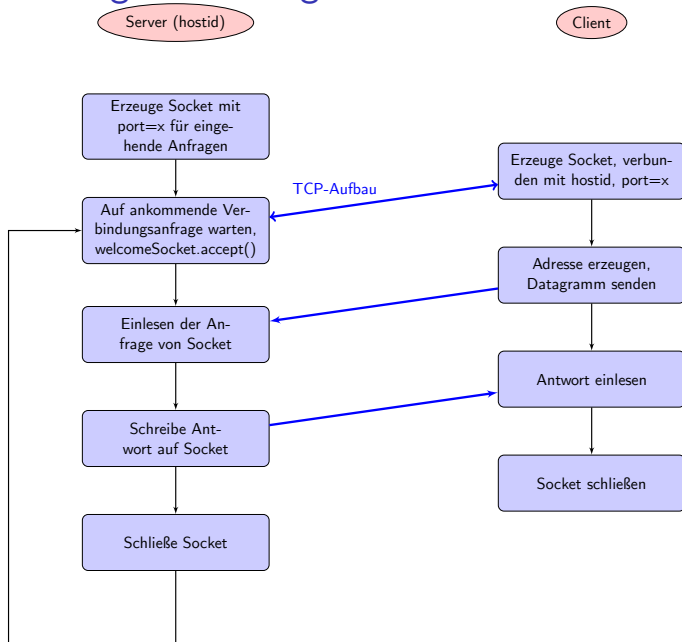 Server (hostid)
Client
Erzeuge Socket mit
port=x für einge-
hende Anfragen
Erzeuge Socket, verbun-
den mit hostid, port=x
TCP-Aufbau
Auf ankommende Ver-
bindungsanfrage warten,
welcomeSocket.accept()
Adresse erzeugen,
Datagramm senden
Einlesen der An-
frage von Socket
Antwort einlesen
Schreibe Ant-
wort auf Socket
Socket schließen
Schließe Socket